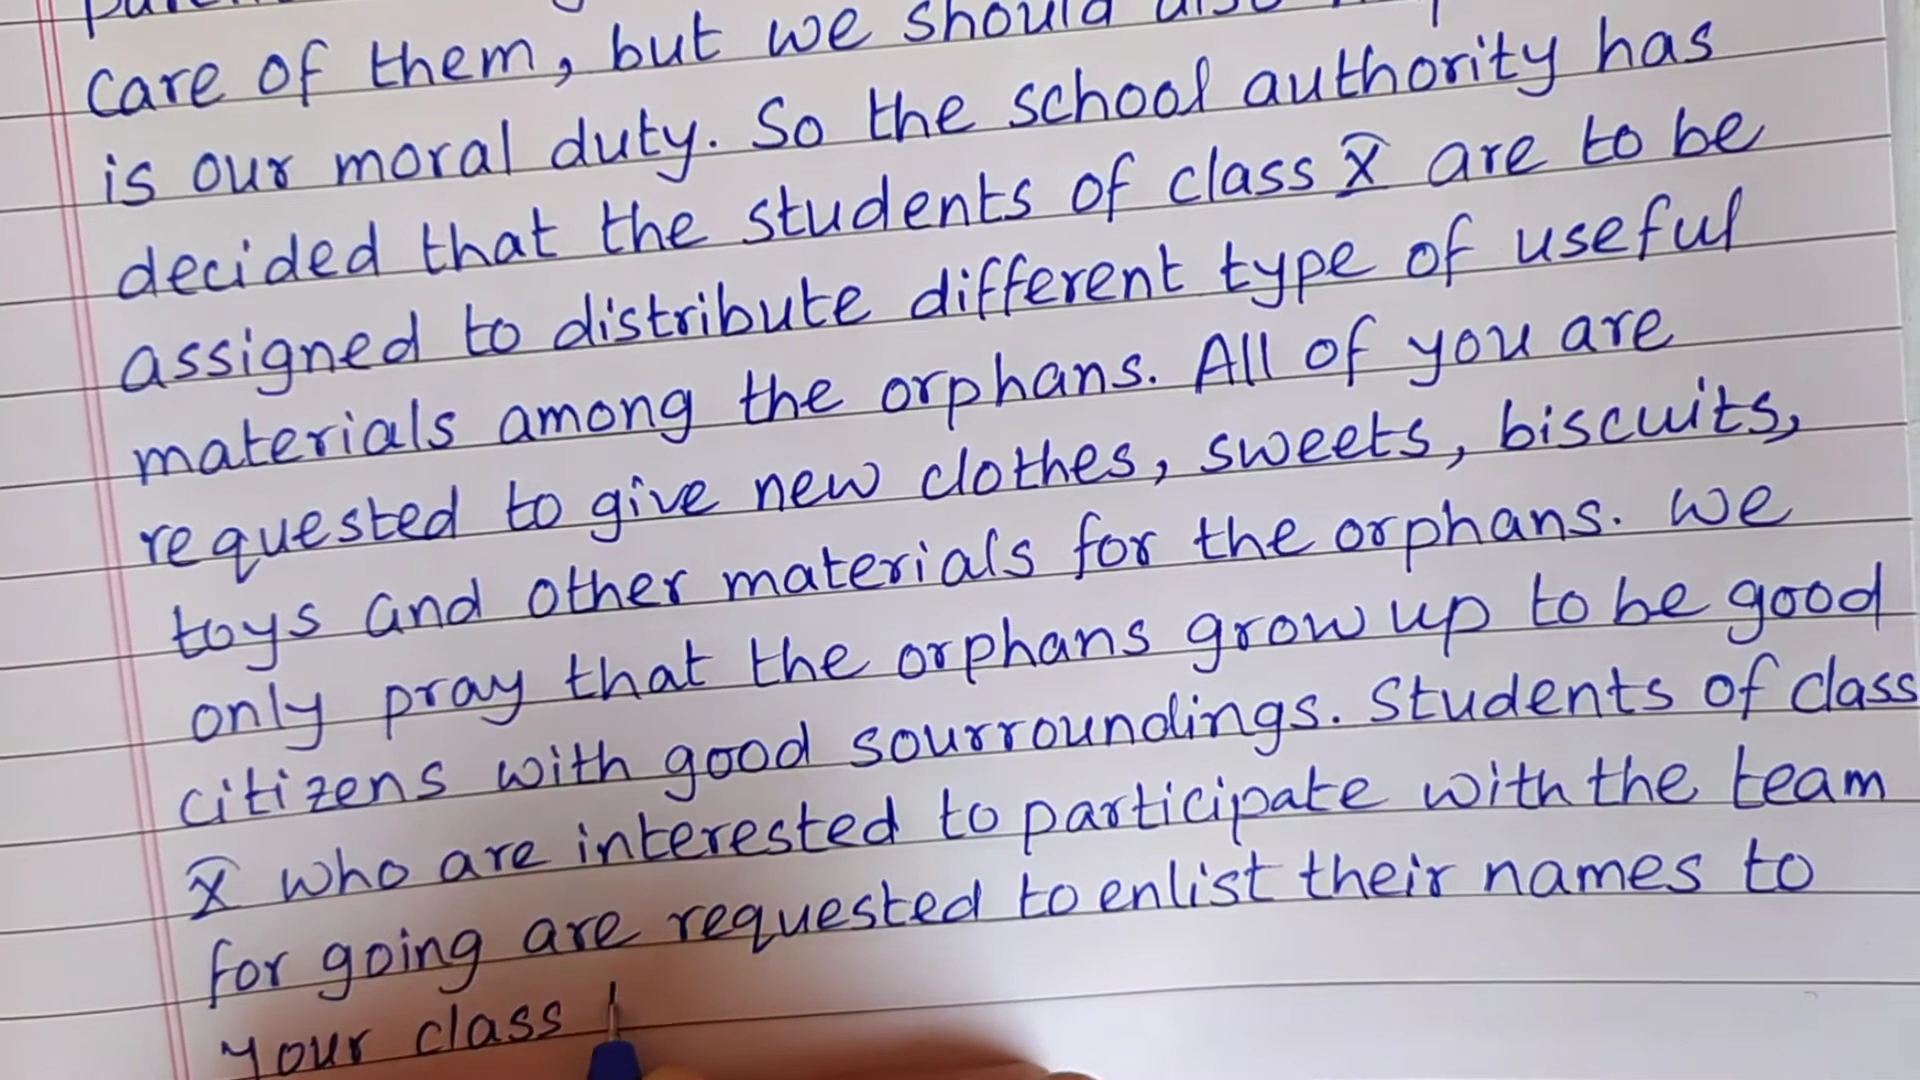 care of them, but we should also
is our moral duty. So the school authority has
decided that the students of class X are to be
assigned to distribute different type of useful
materials among the orphans. All of you are
requested to give new clothes, sweets, biscuits,
toys and other materials for the orphans. We
only pray that the orphans grow up to be good
citizens with good sourroundings. Students of class
X who are interested to participate with the team
for going are requested to enlist their names to
your class